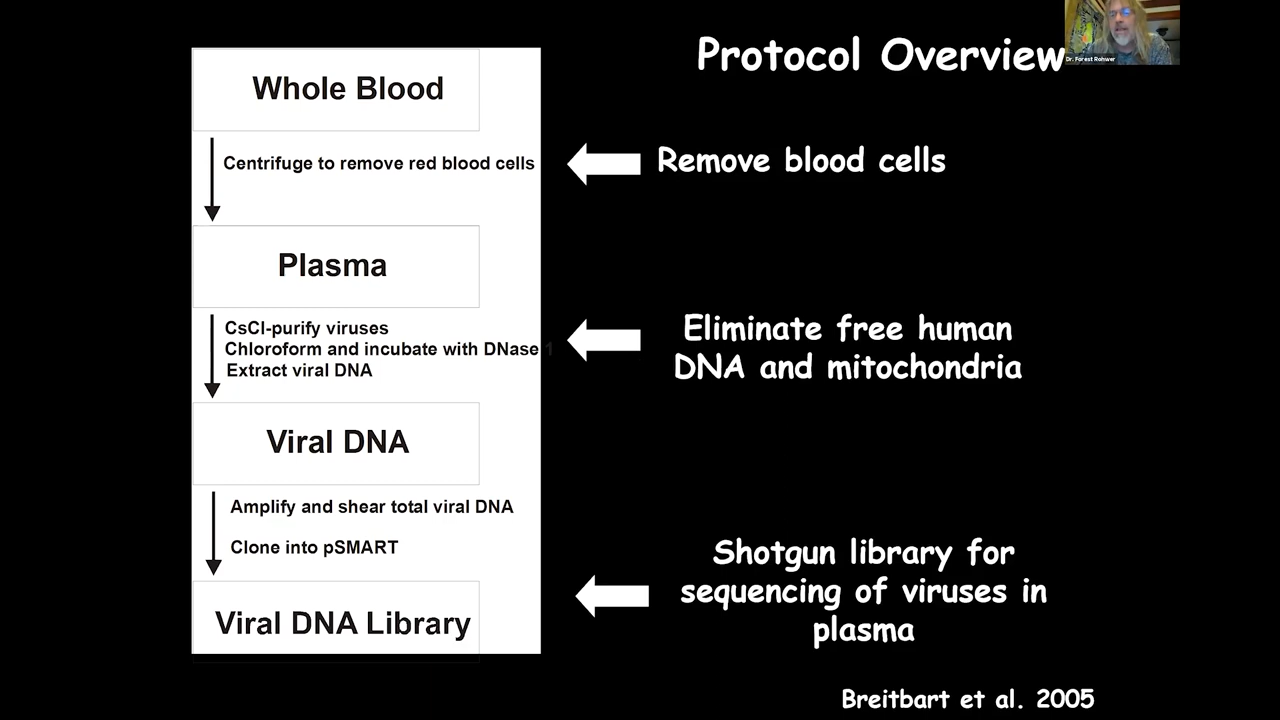 Protocol Overview
Dr. Forest Rohwer
Whole Blood
Centrifuge to remove red blood cells
Remove blood cells
Plasma
CsCl-purify viruses
Chloroform and incubate with DNase 1
Extract viral DNA
Eliminate free human
DNA and mitochondria
Viral DNA
Amplify and shear total viral DNA
Clone into pSMART
Viral DNA Library
Shotgun library for
sequencing of viruses in
plasma
Breitbart et al. 2005